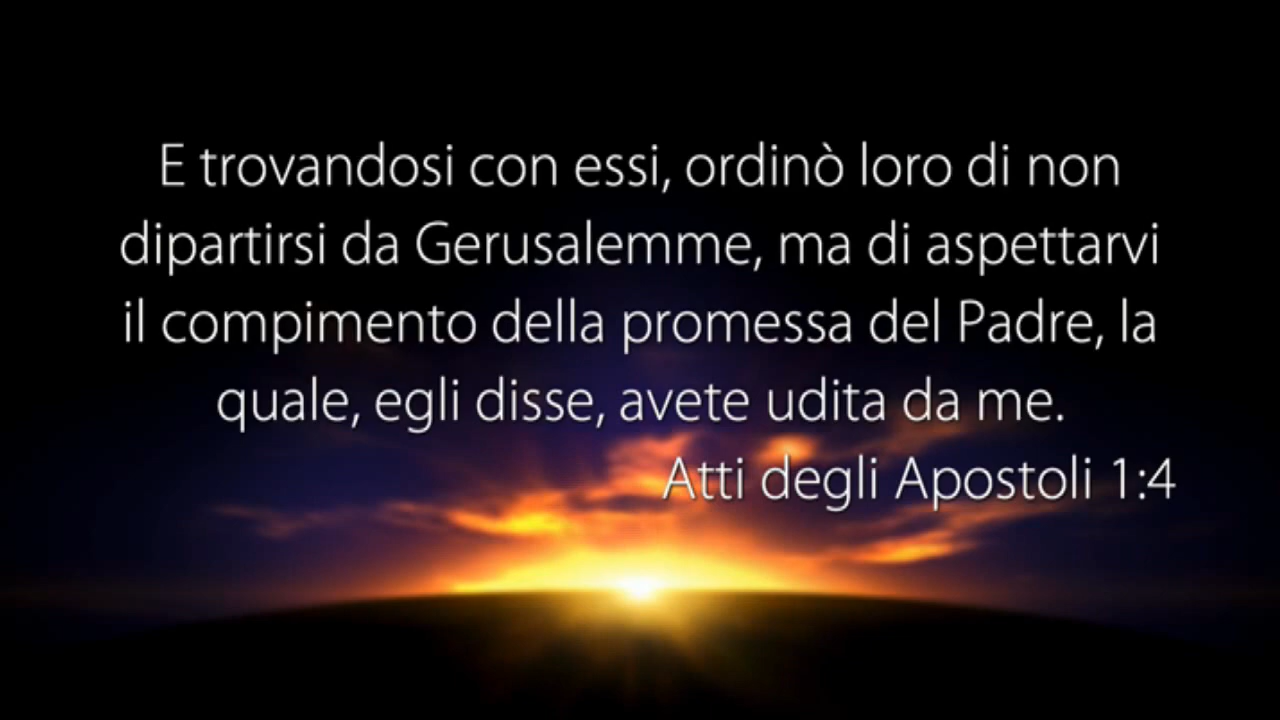 E trovandosi con essi, ordinò loro di non
dipartirsi da Gerusalemme, ma di aspettarvi
il compimento della promessa del Padre, la
quale, egli disse, avete udita da me.
Atti degli Apostoli 1:4